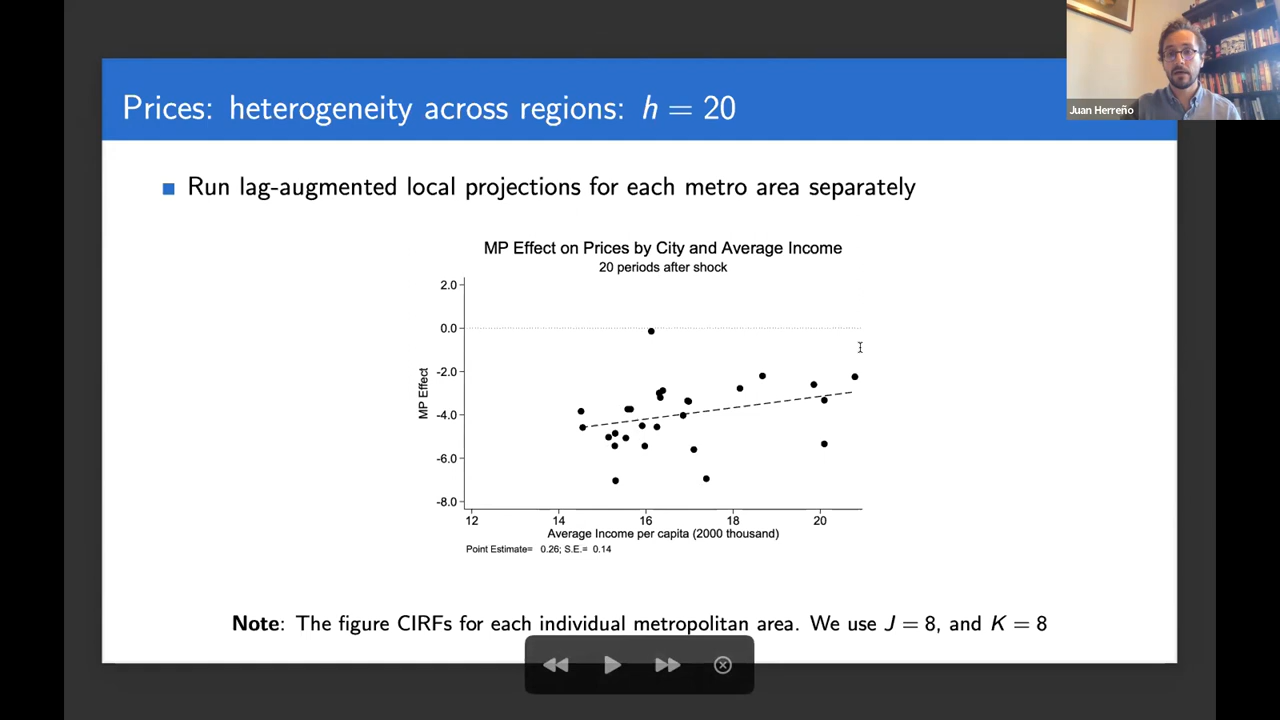 Prices: heterogeneity across regions: h = 20
Juan Herreño
Run lag-augmented local projections for each metro area separately
MP Effect on Prices by City and Average Income
20 periods after shock
2.0
0.0
-2.0
-4.0
-6.0
-8.0
MP Effect
12 14 16 18 20
Average Income per capita (2000 thousand)
Point Estimate= 0.26; S.E.= 0.14
Note: The figure CIRFs for each individual metropolitan area. We use J = 8, and K = 8